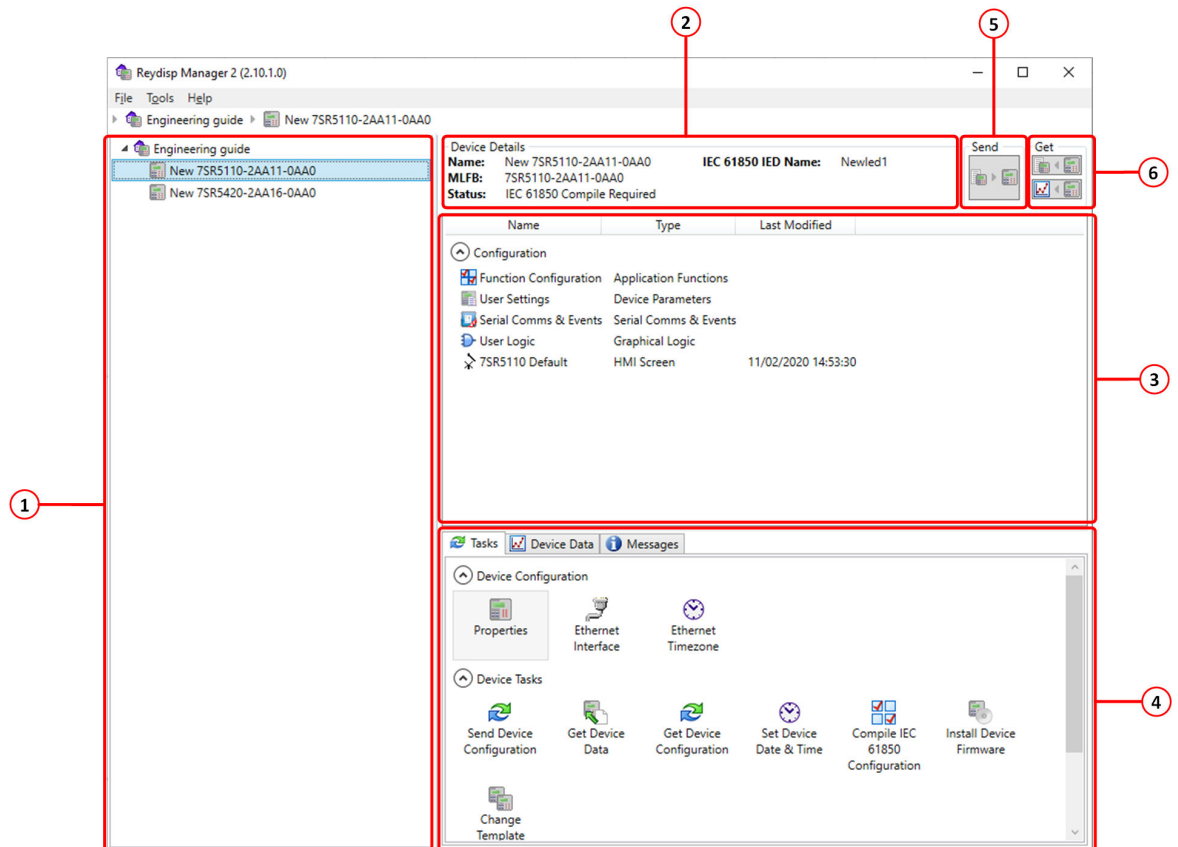 2
5
Reydisp Manager 2 (2.10.1.0)
File Tools Help
Engineering guide New 7SR5110-2AA11-0AA0
Engineering guide
New 7SR5110-2AA11-0AA0
New 7SR5420-2AA16-0AA0
Device Details
Name: New 7SR5110-2AA11-0AA0 IEC 61850 IED Name: NewIed1
MLFB: 7SR5110-2AA11-0AA0
Status: IEC 61850 Compile Required
Send
Get
6
Name Type Last Modified
Configuration
Function Configuration Application Functions
User Settings Device Parameters
Serial Comms & Events Serial Comms & Events
User Logic Graphical Logic
7SR5110 Default HMI Screen 11/02/2020 14:53:30
3
1
Tasks Device Data Messages
Device Configuration
Properties
Ethernet
Interface
Ethernet
Timezone
Device Tasks
4
Send Device
Configuration
Get Device
Data
Get Device
Configuration
Set Device
Date & Time
Compile IEC
61850
Configuration
Install Device
Firmware
Change
Template